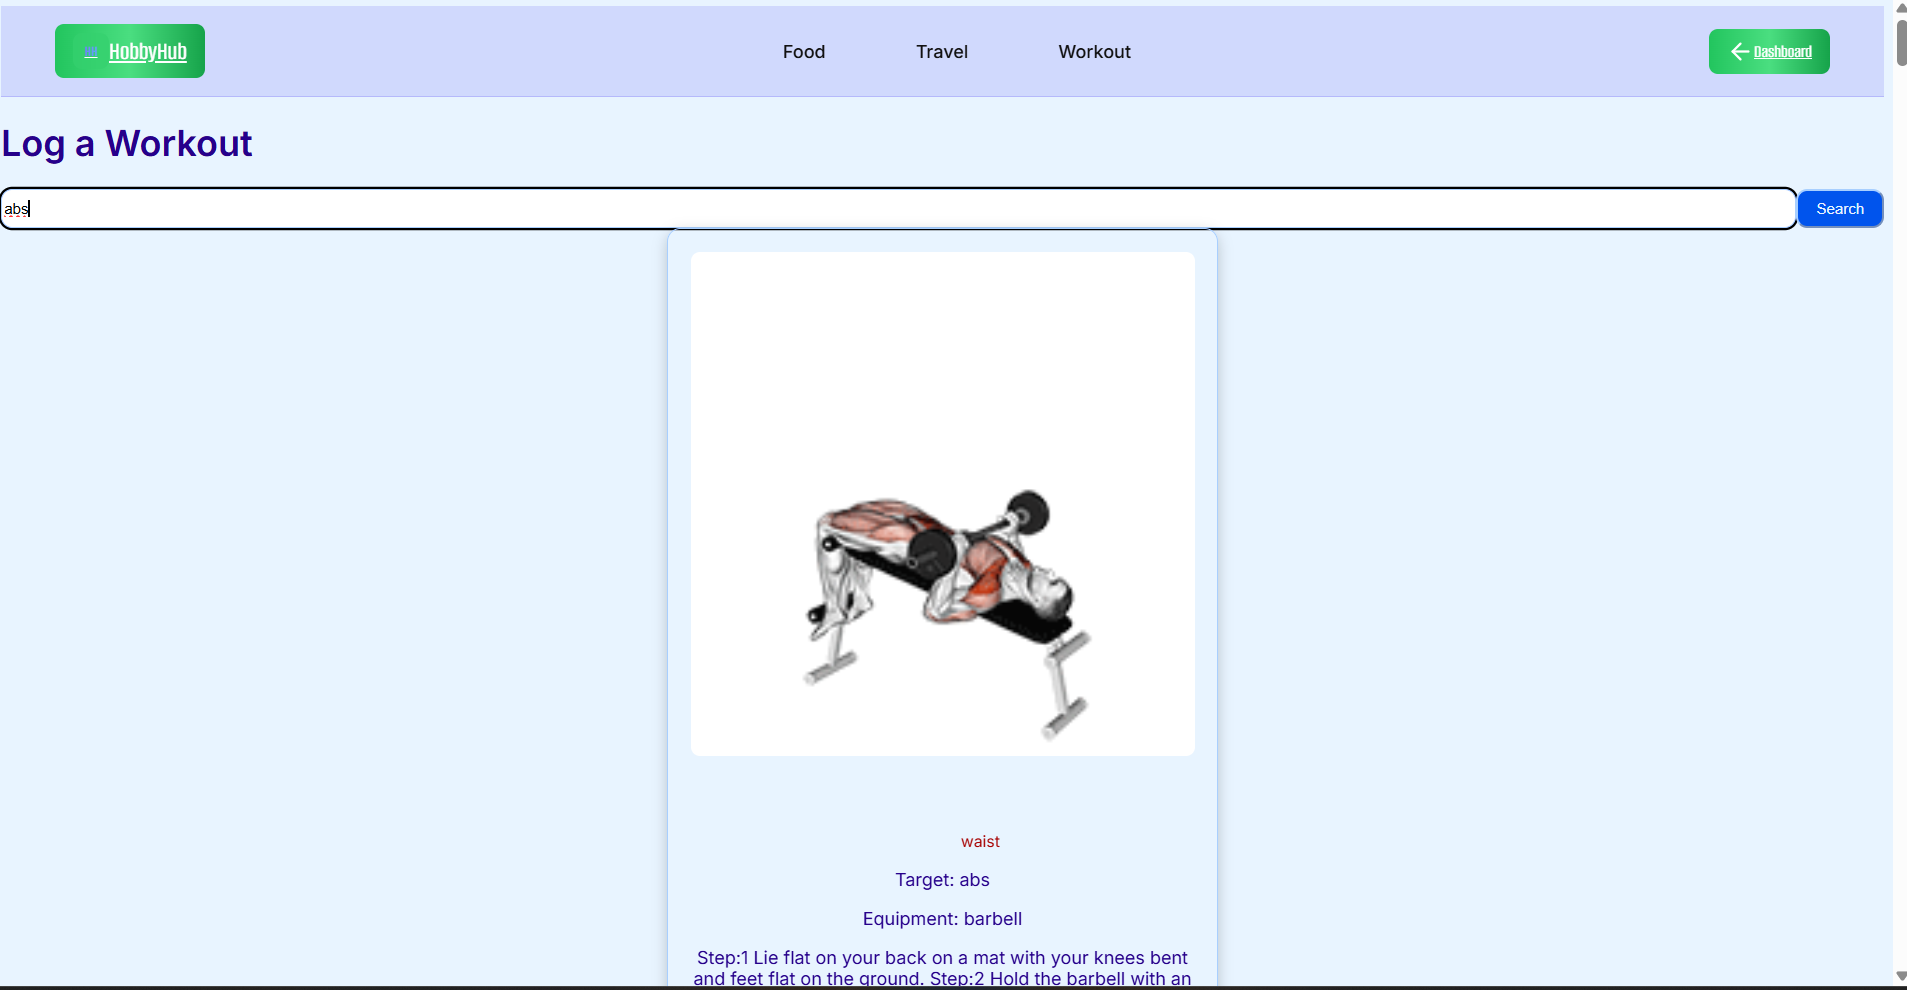 HobbyHub
Food
Travel
Workout
Dashboard
Log a Workout
abs
Search
waist
Target: abs
Equipment: barbell
Step:1 Lie flat on your back on a mat with your knees bent
and feet flat on the ground. Step:2 Hold the barbell with an